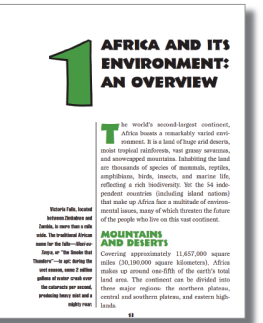 1
AFRICA AND ITS
ENVIRONMENT:
AN OVERVIEW
The world's second-largest continent,
Africa boasts a remarkably varied envi-
ronment. It is a land of huge arid deserts,
moist tropical rainforests, vast grassy savannas,
and snowcapped mountains. Inhabiting the land
are thousands of species of mammals, reptiles,
amphibians, birds, insects, and marine life,
reflecting a rich biodiversity. Yet the 54 inde-
pendent countries (including island nations)
that make up Africa face a multitude of environ-
mental issues, many of which threaten the future
of the people who live on this vast continent.
MOUNTAINS
AND DESERTS
Covering approximately 11,657,000 square
miles (30,190,000 square kilometers), Africa
makes up around one-fifth of the earth's total
land area. The continent can be divided into
three major regions: the northern plateau,
central and southern plateau, and eastern high-
lands.
Victoria Falls, located
between Zimbabwe and
Zambia, is more than a mile
wide. The traditional African
name for the falls—Mosi-oa-
Tunya, or "the Smoke that
Thunders"—is apt: during the
wet season, some 2 million
gallons of water crash over
the cataracts per second,
producing heavy mist and a
mighty roar.
13